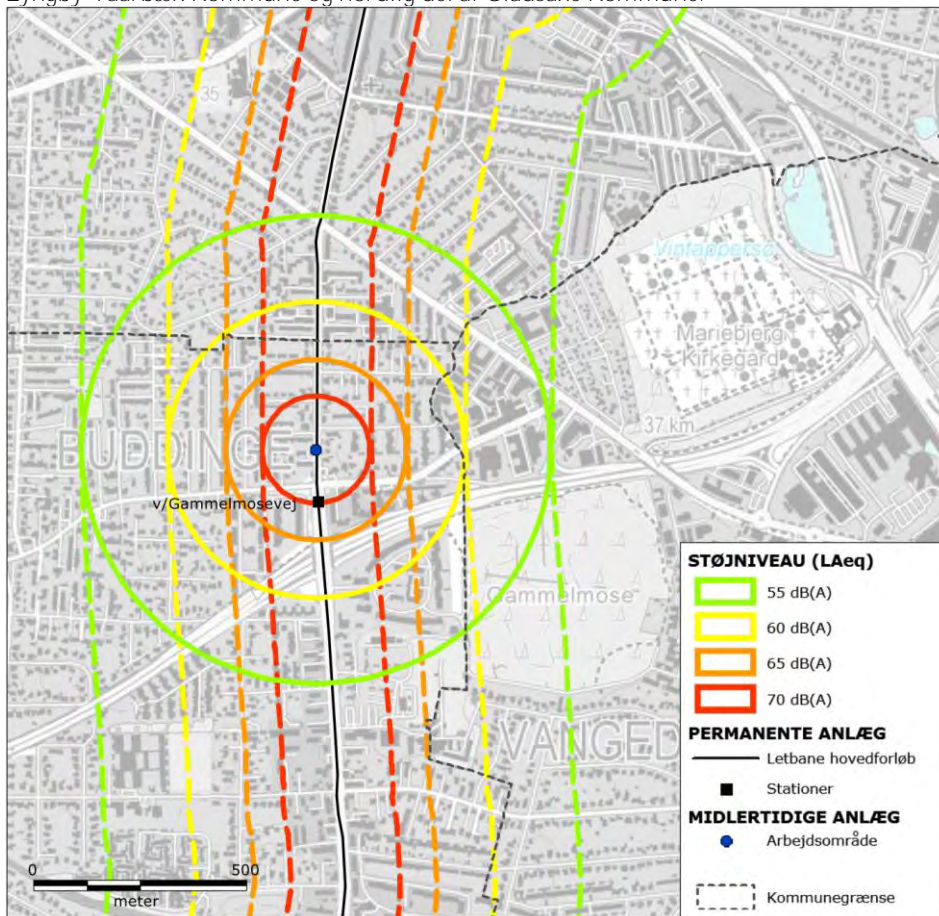 35
Vintappersø
Mariebjerg
Kirkegård
37 km
BUDDINGE
v/Gammelmosevej
Gammelmose
VANGED
STØJNIVEAU (LAeq)
55 dB(A)
60 dB(A)
65 dB(A)
70 dB(A)
PERMANENTE ANLÆG
Letbane hovedforløb
Stationer
MIDLERTIDIGE ANLÆG
Arbejdsområde
Kommunegrænse
0 500
meter